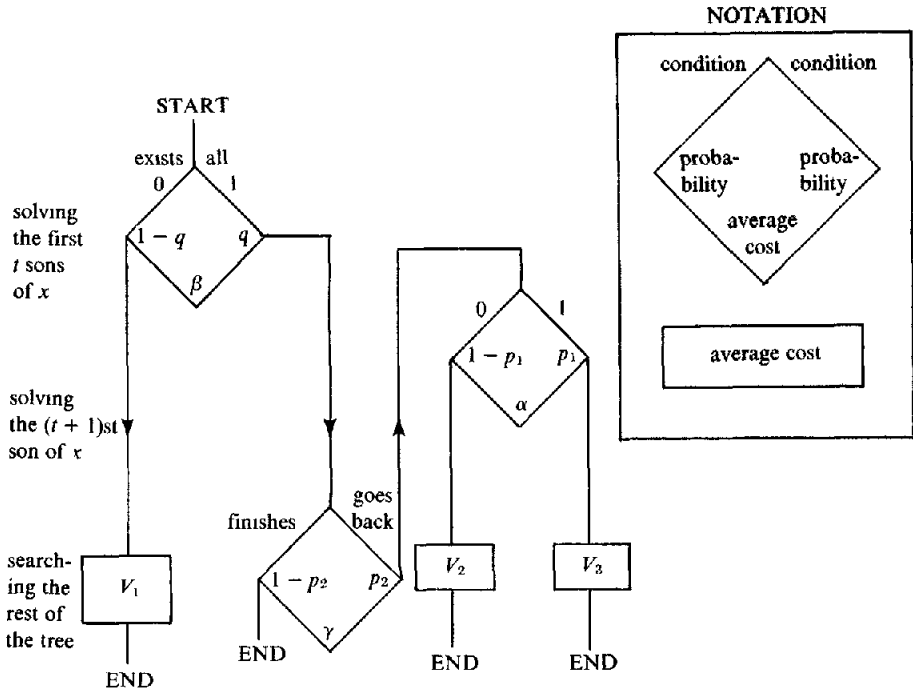 NOTATION
condition condition
proba-
bility
proba-
bility
average
cost
average cost
START
exists all
0 1
solving
the first
t sons
of x
1 − q q
β
0 1
1 − p₁ p₁
α
solving
the (t + 1)st
son of x
finishes
goes
back
search-
ing the
rest of
the tree
V₁
1 − p₂ p₂
γ
V₂ V₃
END
END
END
END